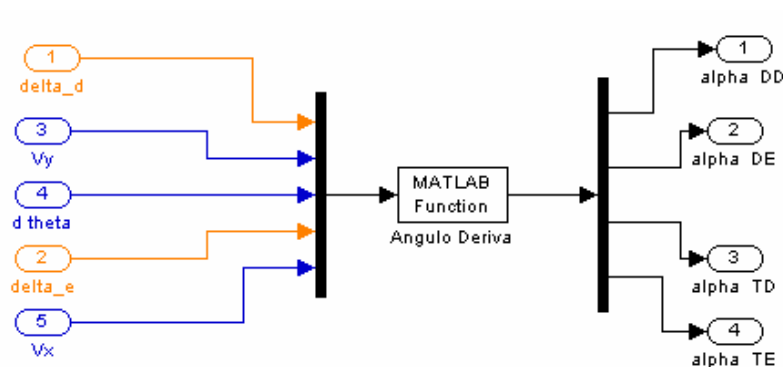 1
delta_d
3
Vy
4
d theta
2
delta_e
5
Vx
MATLAB
Function
Angulo Deriva
1
alpha DD
2
alpha DE
3
alpha TD
4
alpha TE